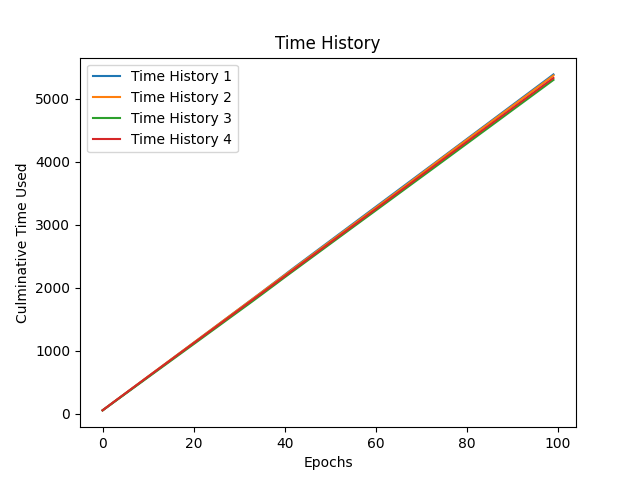 Time History
Time History 1
Time History 2
Time History 3
Time History 4
Culminative Time Used
5000
4000
3000
2000
1000
0
0 20 40 60 80 100
Epochs